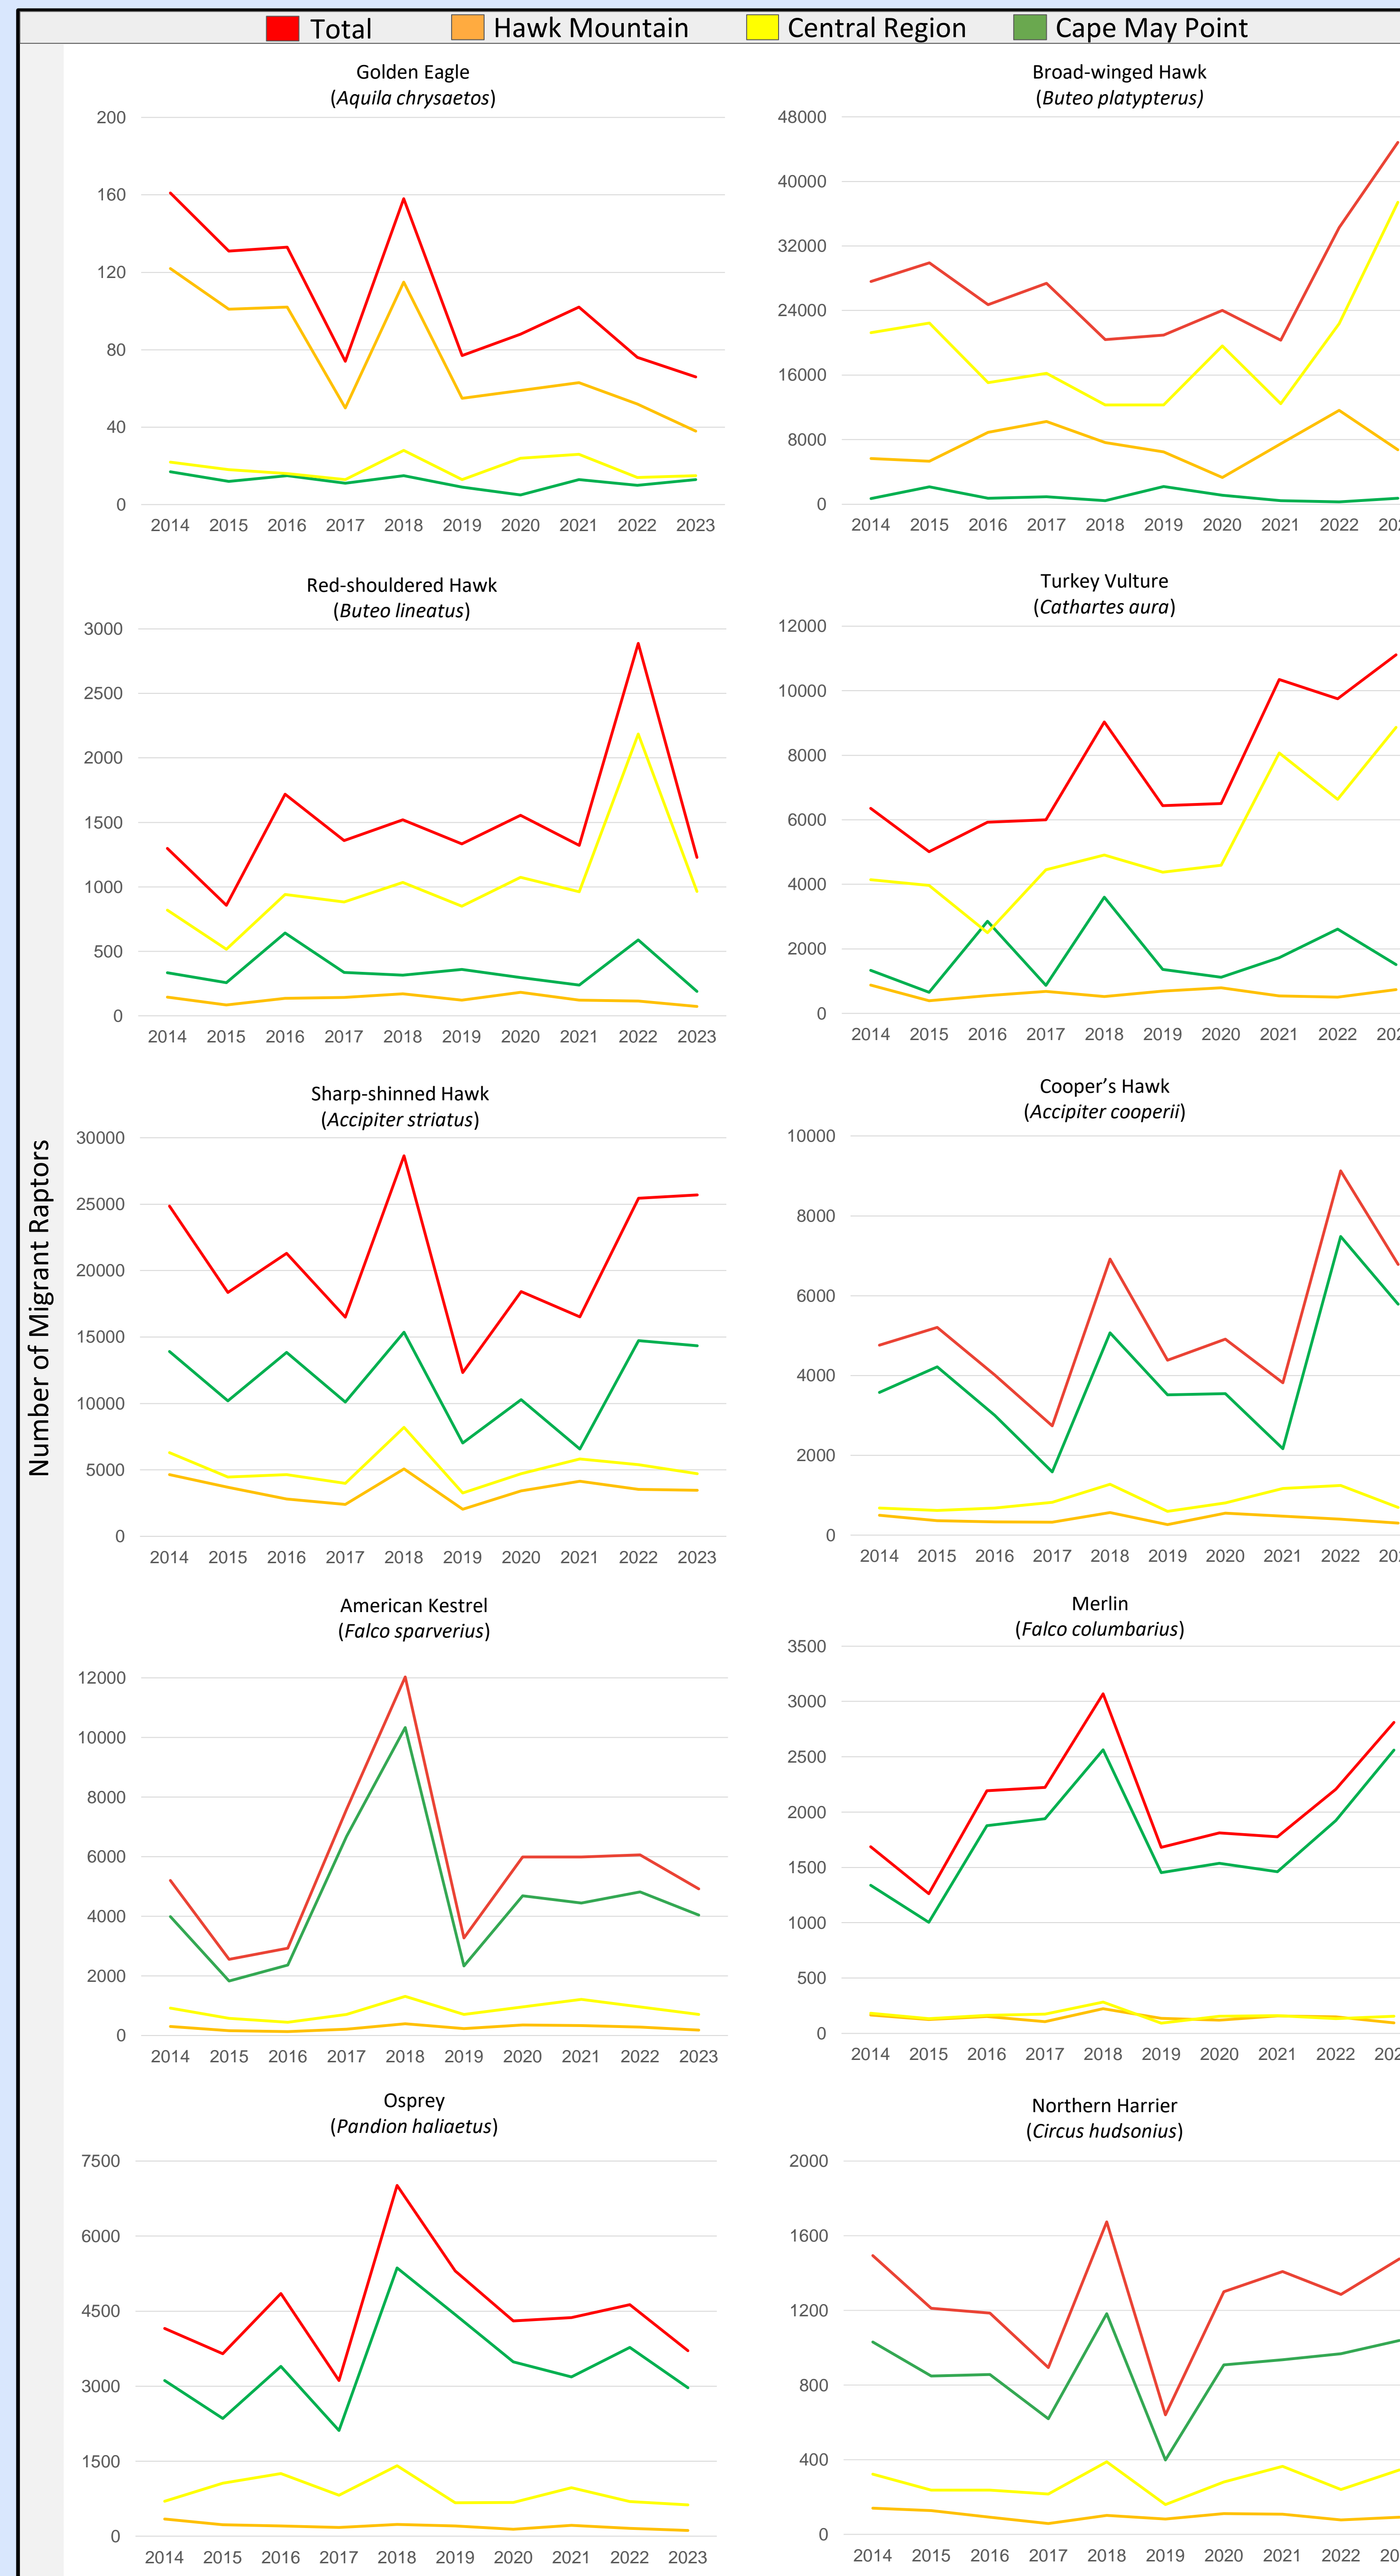 Total Hawk Mountain Central Region Cape May Point
Number of Migrant Raptors
Golden Eagle
(Aquila chrysaetos)
200
160
120
80
40
0
2014 2015 2016 2017 2018 2019 2020 2021 2022 2023
Broad-winged Hawk
(Buteo platypterus)
48000
40000
32000
24000
16000
8000
0
2014 2015 2016 2017 2018 2019 2020 2021 2022
Red-shouldered Hawk
(Buteo lineatus)
3000
2500
2000
1500
1000
500
0
2014 2015 2016 2017 2018 2019 2020 2021 2022 2023
Turkey Vulture
(Cathartes aura)
12000
10000
8000
6000
4000
2000
0
2014 2015 2016 2017 2018 2019 2020 2021 2022
Sharp-shinned Hawk
(Accipiter striatus)
30000
25000
20000
15000
10000
5000
0
2014 2015 2016 2017 2018 2019 2020 2021 2022 2023
Cooper’s Hawk
(Accipiter cooperii)
10000
8000
6000
4000
2000
0
2014 2015 2016 2017 2018 2019 2020 2021 2022
American Kestrel
(Falco sparverius)
12000
10000
8000
6000
4000
2000
0
2014 2015 2016 2017 2018 2019 2020 2021 2022 2023
Merlin
(Falco columbarius)
3500
3000
2500
2000
1500
1000
500
0
2014 2015 2016 2017 2018 2019 2020 2021 2022
Osprey
(Pandion haliaetus)
7500
6000
4500
3000
1500
0
2014 2015 2016 2017 2018 2019 2020 2021 2022 2023
Northern Harrier
(Circus hudsonius)
2000
1600
1200
800
400
0
2014 2015 2016 2017 2018 2019 2020 2021 2022